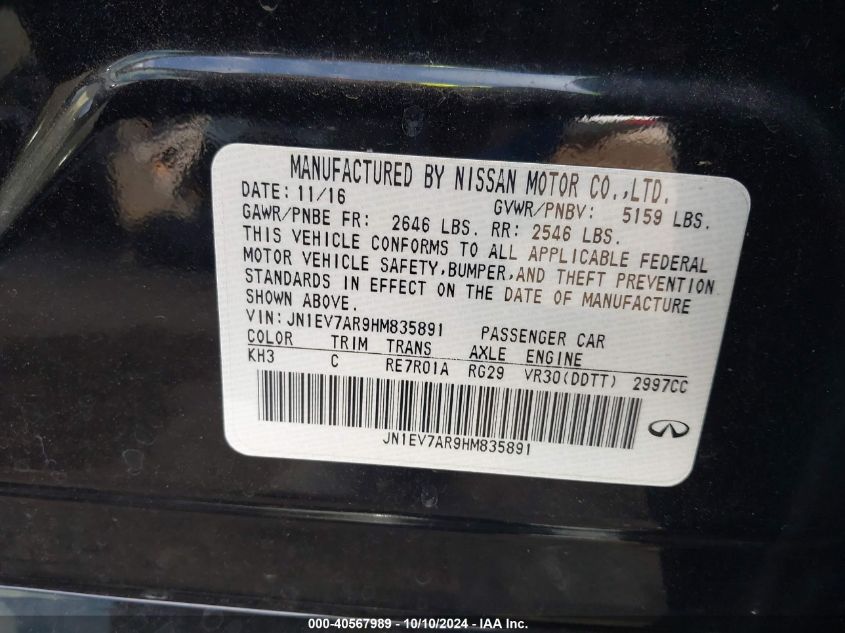 MANUFACTURED BY NISSAN MOTOR CO.,LTD.
DATE: 11/16 GVWR/PNBV: 5159 LBS.
GAWR/PNBE FR: 2646 LBS. RR: 2546 LBS.
THIS VEHICLE CONFORMS TO ALL APPLICABLE FEDERAL
MOTOR VEHICLE SAFETY,BUMPER,AND THEFT PREVENTION
STANDARDS IN EFFECT ON THE DATE OF MANUFACTURE
SHOWN ABOVE.
VIN:JN1EV7AR9HM835891 PASSENGER CAR
COLOR TRIM TRANS AXLE ENGINE
KH3 C RE7R01A RG29 VR30(DDTT) 2997CC
JN1EV7AR9HM835891
000-40567989 - 10/10/2024 - IAA Inc.